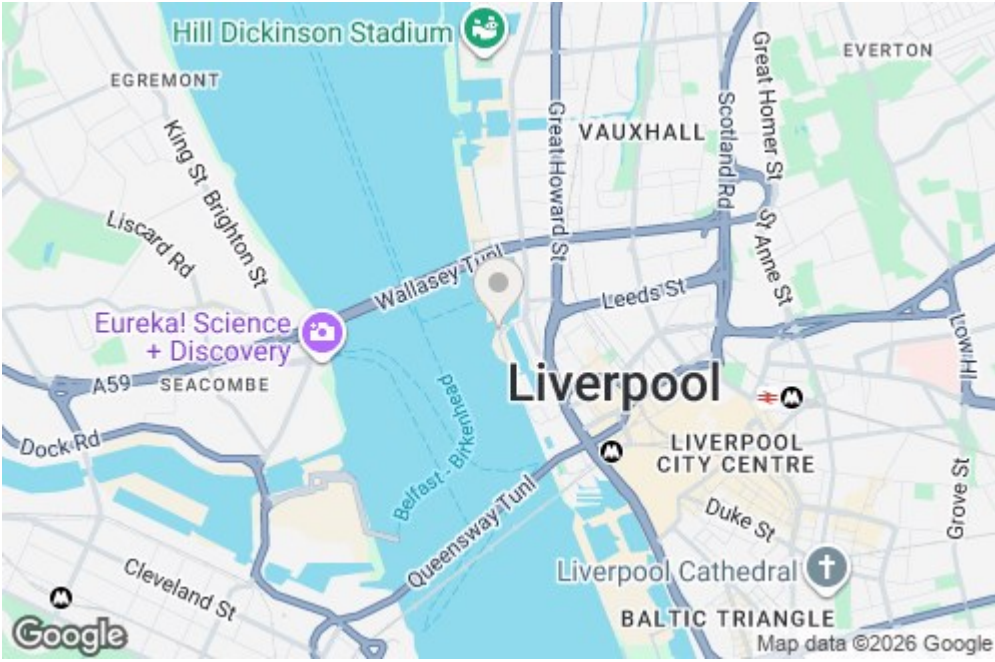 Hill Dickinson Stadium
EGREMONT
EVERTON
Great Homer St
Scotland Rd
Great Howard St
VAUXHALL
King St
Brighton St
Liscard Rd
St Anne St
Wallasey Tunl
Leeds St
Eureka! Science
+ Discovery
Low Hill
A59
SEACOMBE
Liverpool
Belfast - Birkenhead
Dock Rd
LIVERPOOL
CITY CENTRE
Grove St
Queensway Tunl
Duke St
Cleveland St
Liverpool Cathedral
BALTIC TRIANGLE
Google
Map data ©2026 Google